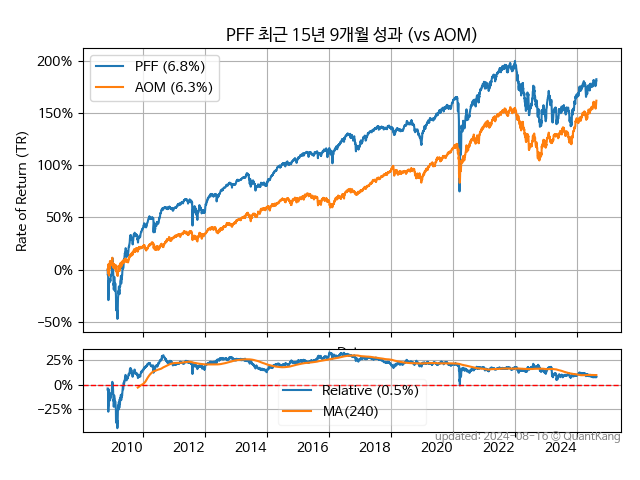 PFF 최근 15년 9개월 성과 (vs AOM)
Rate of Return (TR)
200%
150%
100%
50%
0%
−50%
PFF (6.8%)
AOM (6.3%)
25%
0%
−25%
Relative (0.5%)
MA(240)
2010 2012 2014 2016 2018 2020 2022 2024
updated: 2024-08-16 © QuantKang